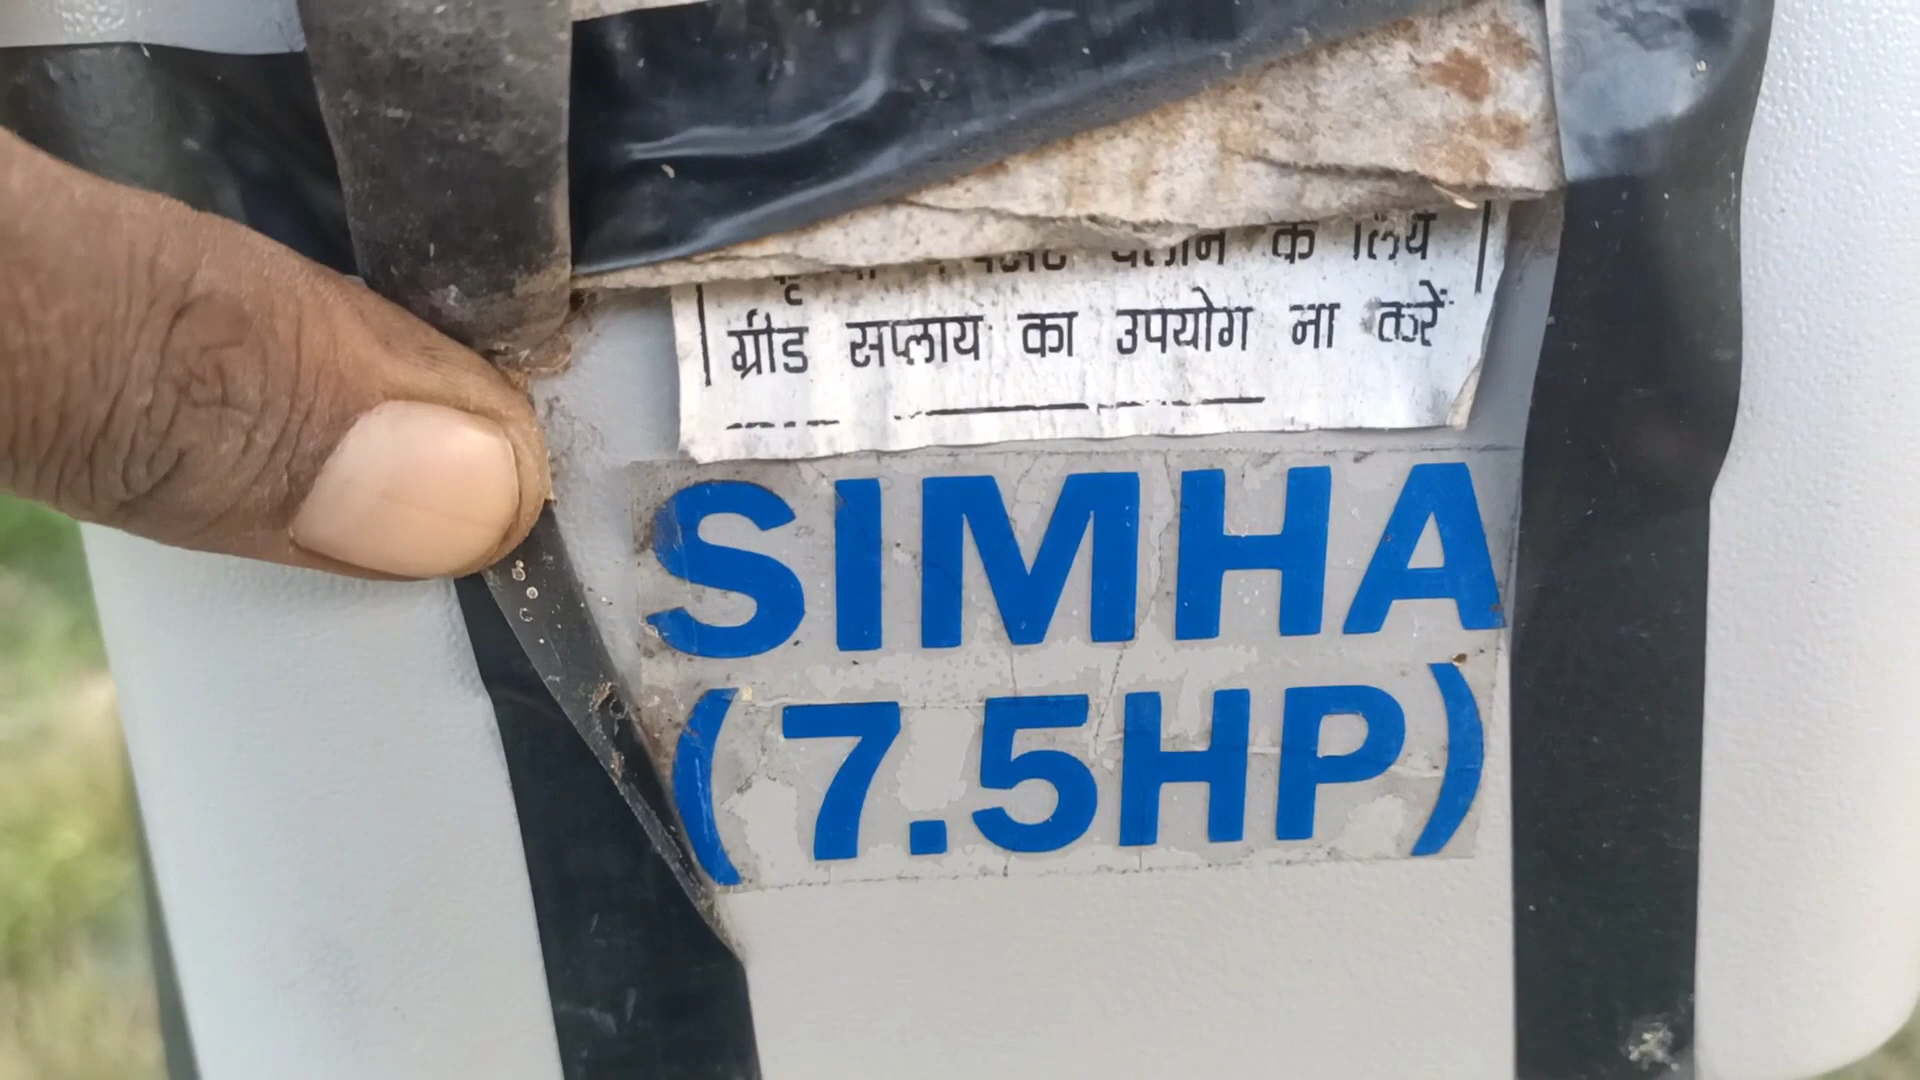 के लिये
ग्रीड सप्लाय का उपयोग ना करें
SIMHA
(7.5HP)